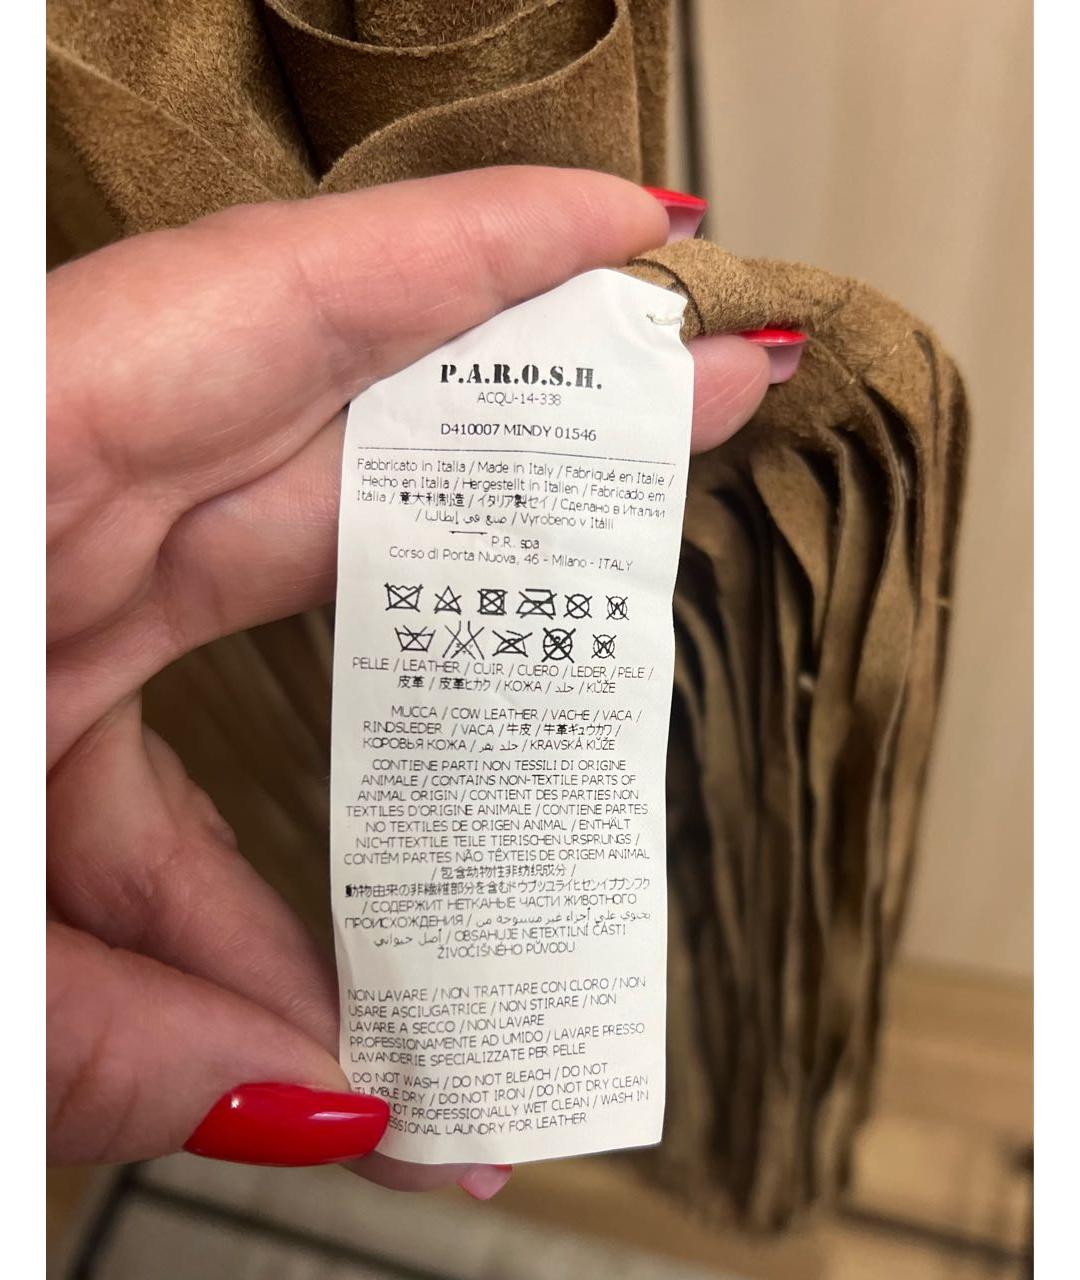 P.A.R.O.S.H.
ACQU-14-338
D410007 MINDY 01546
Fabbricato in Italia / Made in Italy / Fabriqué en Italie /
Hecho en Italia / Hergestellt in Italien / Fabricado em
Itália / 意大利制造 / イタリア製セイ / Сделано в Италии
/ صنع في إيطاليا / Vyrobeno v Itálii
P.R. spa
Corso di Porta Nuova, 46 - Milano - ITALY
PELLE / LEATHER / CUIR / CUERO / LEDER / PELE /
皮革 / 皮革ヒカク / КОЖА / جلد / KŮŽE
MUCCA / COW LEATHER / VACHE / VACA /
RINDSLEDER / VACA / 牛皮 / 牛革ギュウカワ /
КОРОВЬЯ КОЖА / جلد بقر / KRAVSKÁ KŮŽE
CONTIENE PARTI NON TESSILI DI ORIGINE
ANIMALE / CONTAINS NON-TEXTILE PARTS OF
ANIMAL ORIGIN / CONTIENT DES PARTIES NON
TEXTILES D'ORIGINE ANIMALE / CONTIENE PARTES
NO TEXTILES DE ORIGEN ANIMAL / ENTHÄLT
NICHTTEXTILE TEILE TIERISCHEN URSPRUNGS /
CONTÉM PARTES NÃO TÊXTEIS DE ORIGEM ANIMAL
/ 包含动物性非纺织成分 /
動物由来の非繊維部分を含むドウブツユライヒセンイブブンフク
/ СОДЕРЖИТ НЕТКАНЫЕ ЧАСТИ ЖИВОТНОГО
ПРОИСХОЖДЕНИЯ / يحتوي على أجزاء غير منسوجة من
أصل حيواني / OBSAHUJE NETEXTILNÍ ČÁSTI
ŽIVOČIŠNÉHO PŮVODU
NON LAVARE / NON TRATTARE CON CLORO / NON
USARE ASCIUGATRICE / NON STIRARE / NON
LAVARE A SECCO / NON LAVARE
PROFESSIONAMENTE AD UMIDO / LAVARE PRESSO
LAVANDERIE SPECIALIZZATE PER PELLE
DO NOT WASH / DO NOT BLEACH / DO NOT
TUMBLE DRY / DO NOT IRON / DO NOT DRY CLEAN
NOT PROFESSIONALLY WET CLEAN / WASH IN
LAUNDRY FOR LEATHER